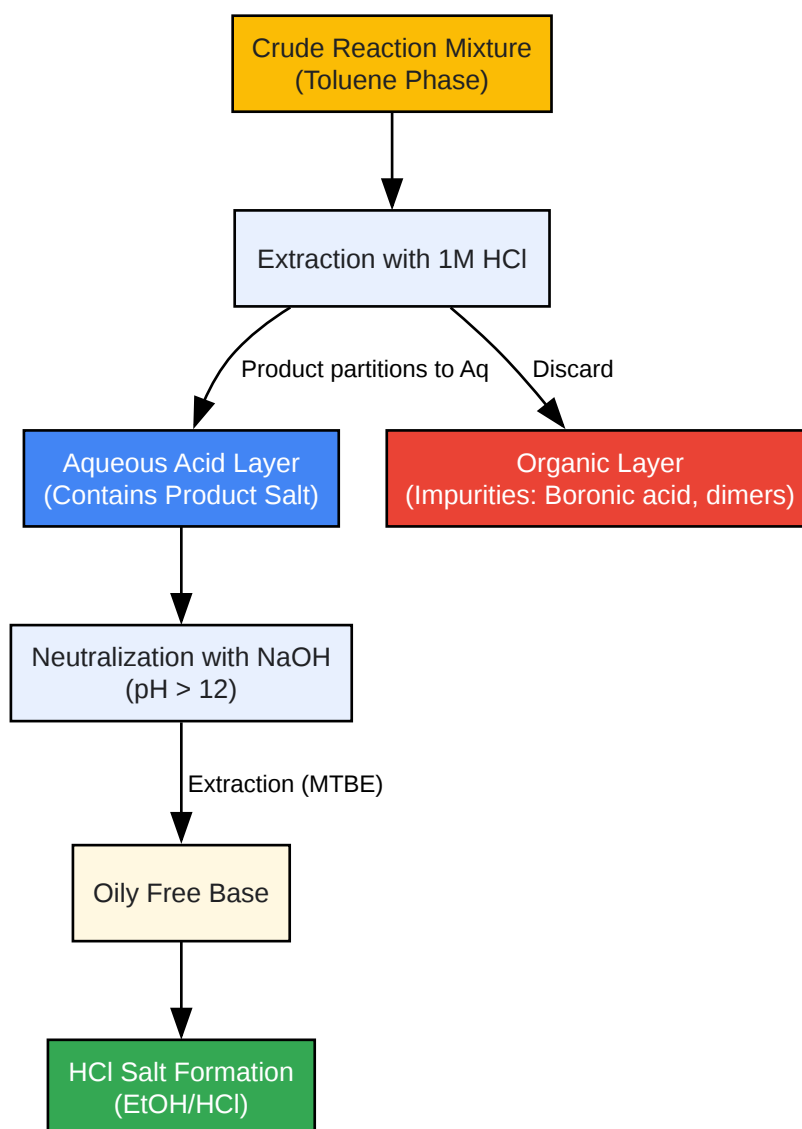 Crude Reaction Mixture
(Toluene Phase)
Extraction with 1M HCl
Product partitions to Aq
Discard
Aqueous Acid Layer
(Contains Product Salt)
Organic Layer
(Impurities: Boronic acid, dimers)
Neutralization with NaOH
(pH > 12)
Extraction (MTBE)
Oily Free Base
HCl Salt Formation
(EtOH/HCl)